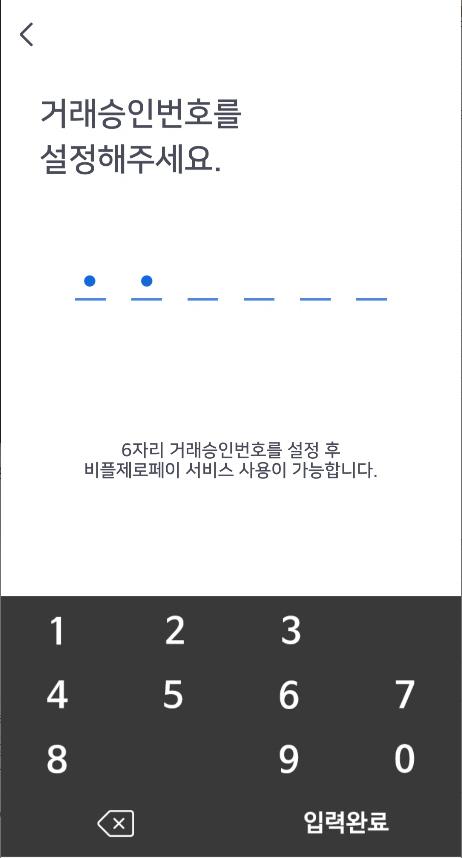 거래승인번호를
설정해주세요.
6자리 거래승인번호를 설정 후
비플제로페이 서비스 사용이 가능합니다.
1 2 3
4 5 6 7
8 9 0
입력완료